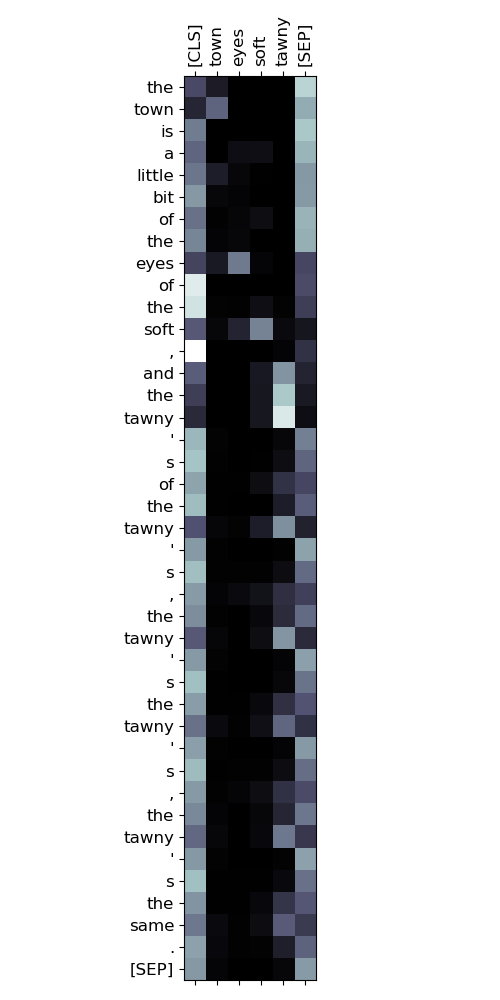 [CLS] town eyes soft tawny [SEP]
the
town
is
a
little
bit
of
the
eyes
of
the
soft
,
and
the
tawny
'
s
of
the
tawny
'
s
,
the
tawny
'
s
the
tawny
'
s
,
the
tawny
'
s
the
same
.
[SEP]